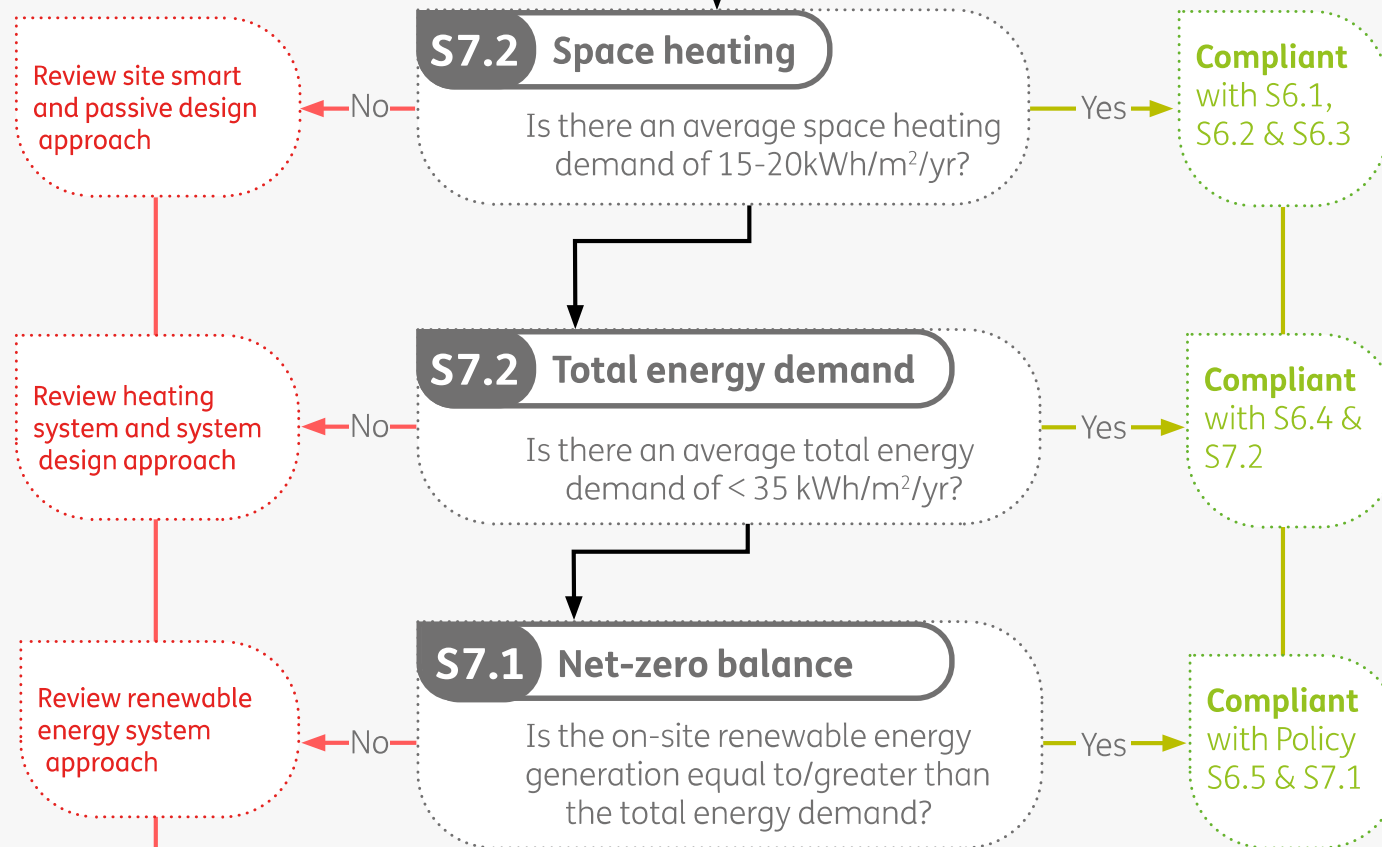 S7.2 Space heating
Review site smart
and passive design
approach
No
Is there an average space heating
demand of 15-20kWh/m²/yr?
Yes
Compliant
with S6.1,
S6.2 & S6.3
S7.2 Total energy demand
Review heating
system and system
design approach
No
Is there an average total energy
demand of < 35 kWh/m²/yr?
Yes
Compliant
with S6.4 &
S7.2
S7.1 Net-zero balance
Review renewable
energy system
approach
No
Is the on-site renewable energy
generation equal to/greater than
the total energy demand?
Yes
Compliant
with Policy
S6.5 & S7.1